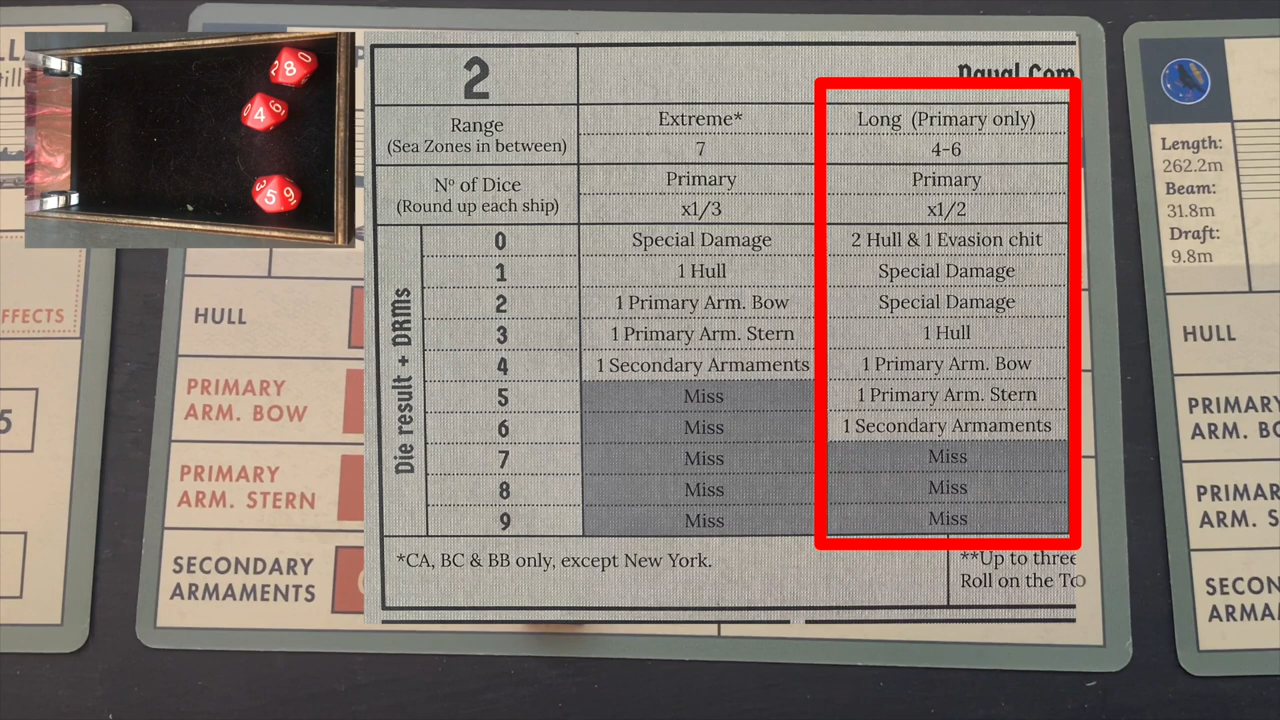 2
Range
(Sea Zones in between)
Extreme*
7
Long (Primary only)
4-6
Nº of Dice
(Round up each ship)
Primary
x1/3
Primary
x1/2
Die result + DRMs
0 Special Damage 2 Hull & 1 Evasion chit
1 1 Hull Special Damage
2 1 Primary Arm. Bow Special Damage
3 1 Primary Arm. Stern 1 Hull
4 1 Secondary Armaments 1 Primary Arm. Bow
5 Miss 1 Primary Arm. Stern
6 Miss 1 Secondary Armaments
7 Miss Miss
8 Miss Miss
9 Miss Miss
*CA, BC & BB only, except New York.
**Up to three
Roll on the To
2 8 0
0 4 6
3 5 9
FFECTS
5
HULL
PRIMARY
ARM. BOW
PRIMARY
ARM. STERN
SECONDARY
ARMAMENTS
Length:
262.2m
Beam:
31.8m
Draft:
9.8m
HULL
PRIMARY
ARM. BO
PRIMAR
ARM. S
SECON
ARMA